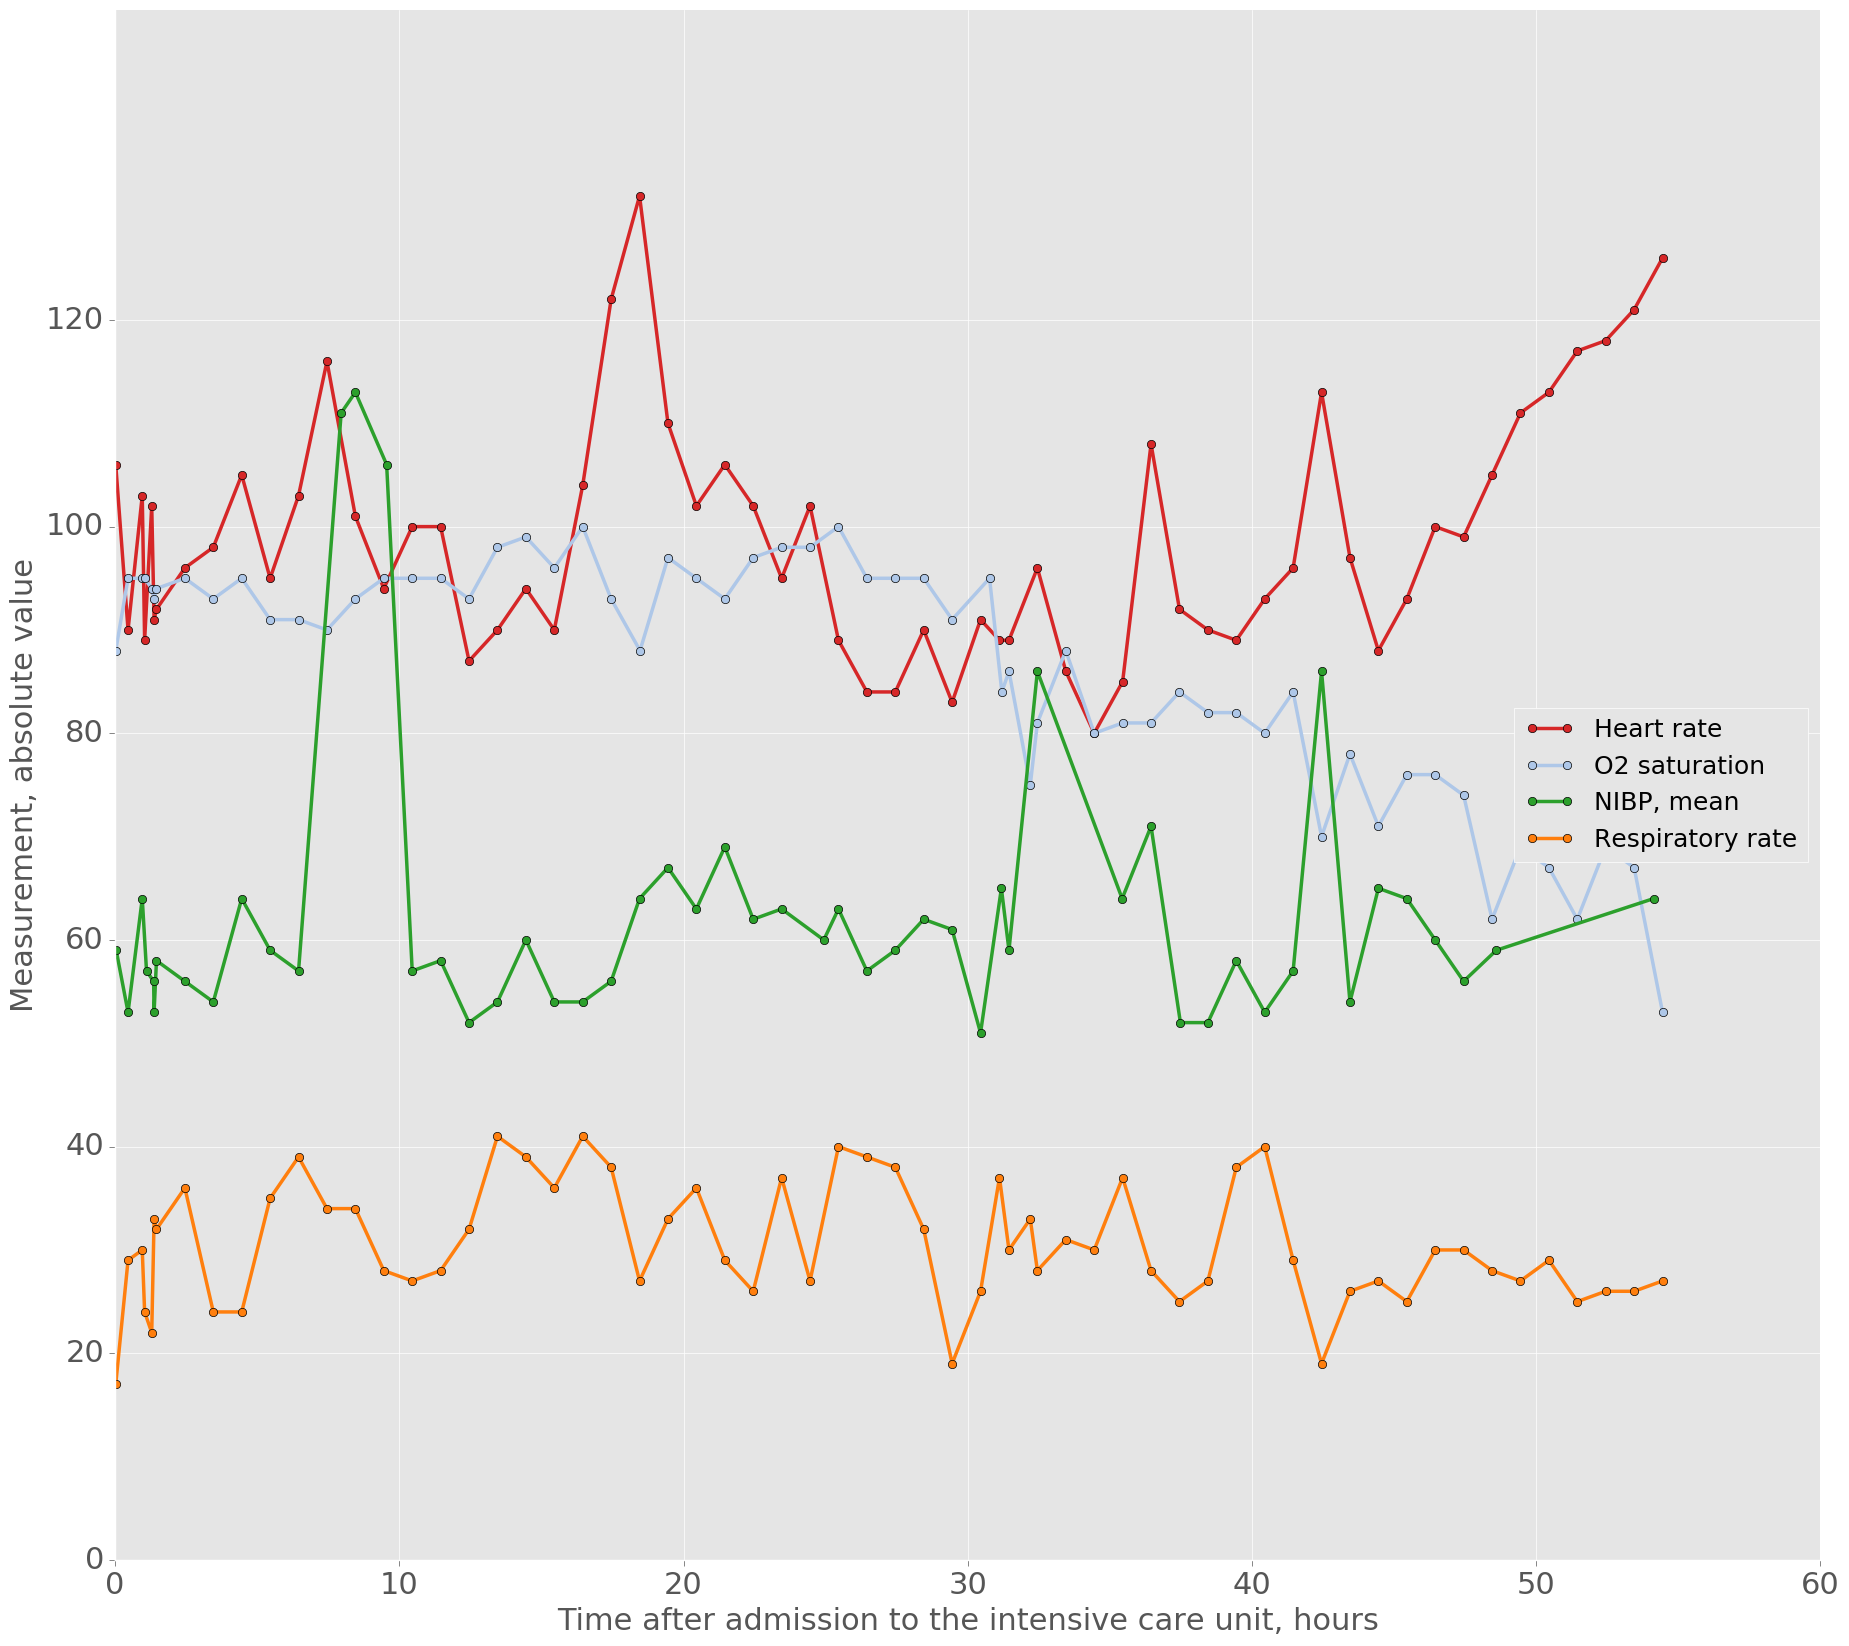 Measurement, absolute value
120
100
80
60
40
20
0
0 10 20 30 40 50 60
Time after admission to the intensive care unit, hours
Heart rate
O2 saturation
NIBP, mean
Respiratory rate